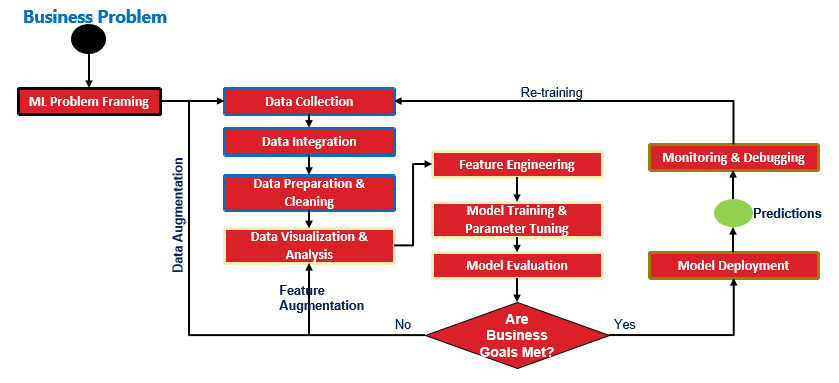 Business Problem
ML Problem Framing
Data Collection
Re-training
Data Integration
Data Preparation &
Cleaning
Data Visualization &
Analysis
Data Augmentation
Feature
Augmentation
Feature Engineering
Model Training &
Parameter Tuning
Model Evaluation
Are
Business
Goals Met?
No
Yes
Model Deployment
Predictions
Monitoring & Debugging